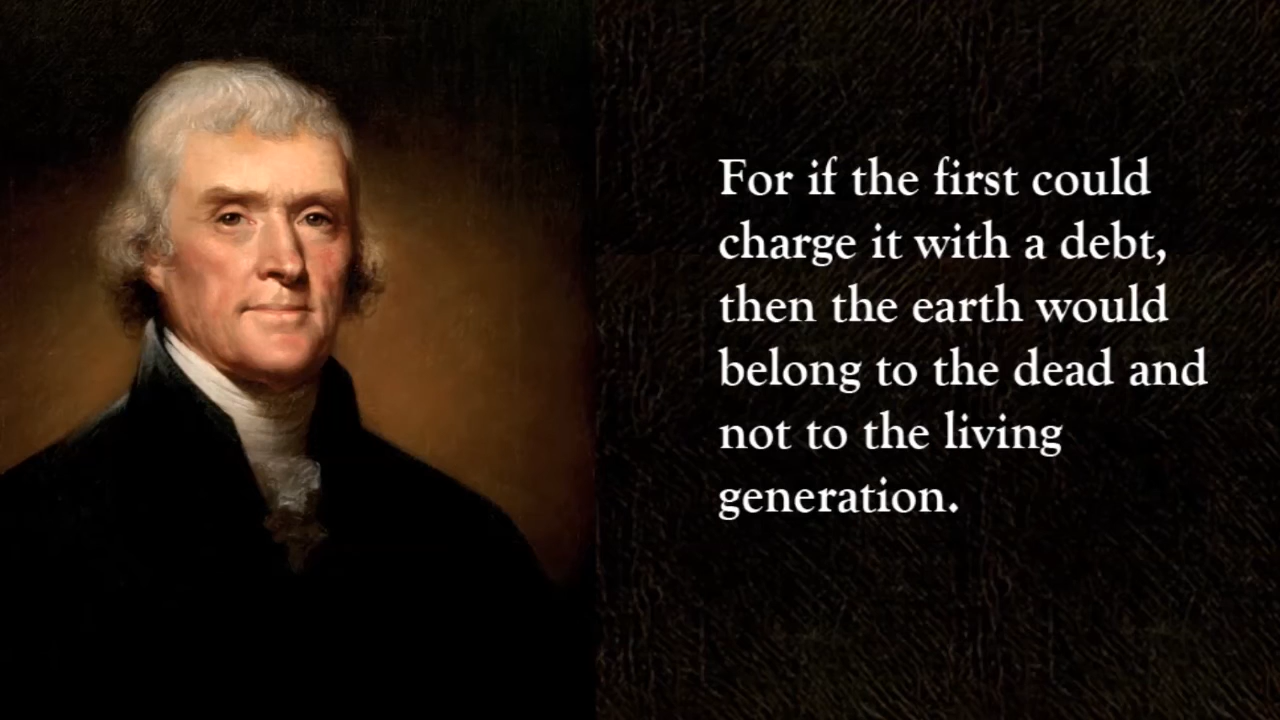 For if the first could
charge it with a debt,
then the earth would
belong to the dead and
not to the living
generation.